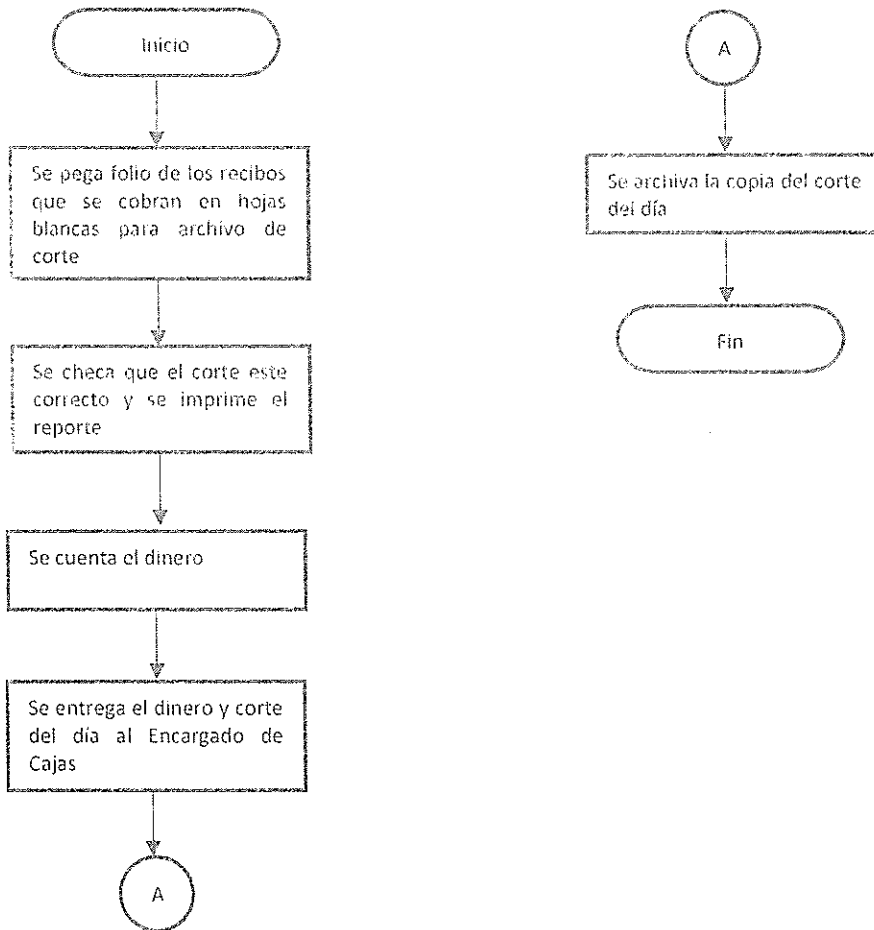 Inicio
Se pega folio de los recibos
que se cobran en hojas
blancas para archivo de
corte
Se checa que el corte este
correcto y se imprime el
reporte
Se cuenta el dinero
Se entrega el dinero y corte
del día al Encargado de
Cajas
A
A
Se archiva la copia del corte
del día
Fin